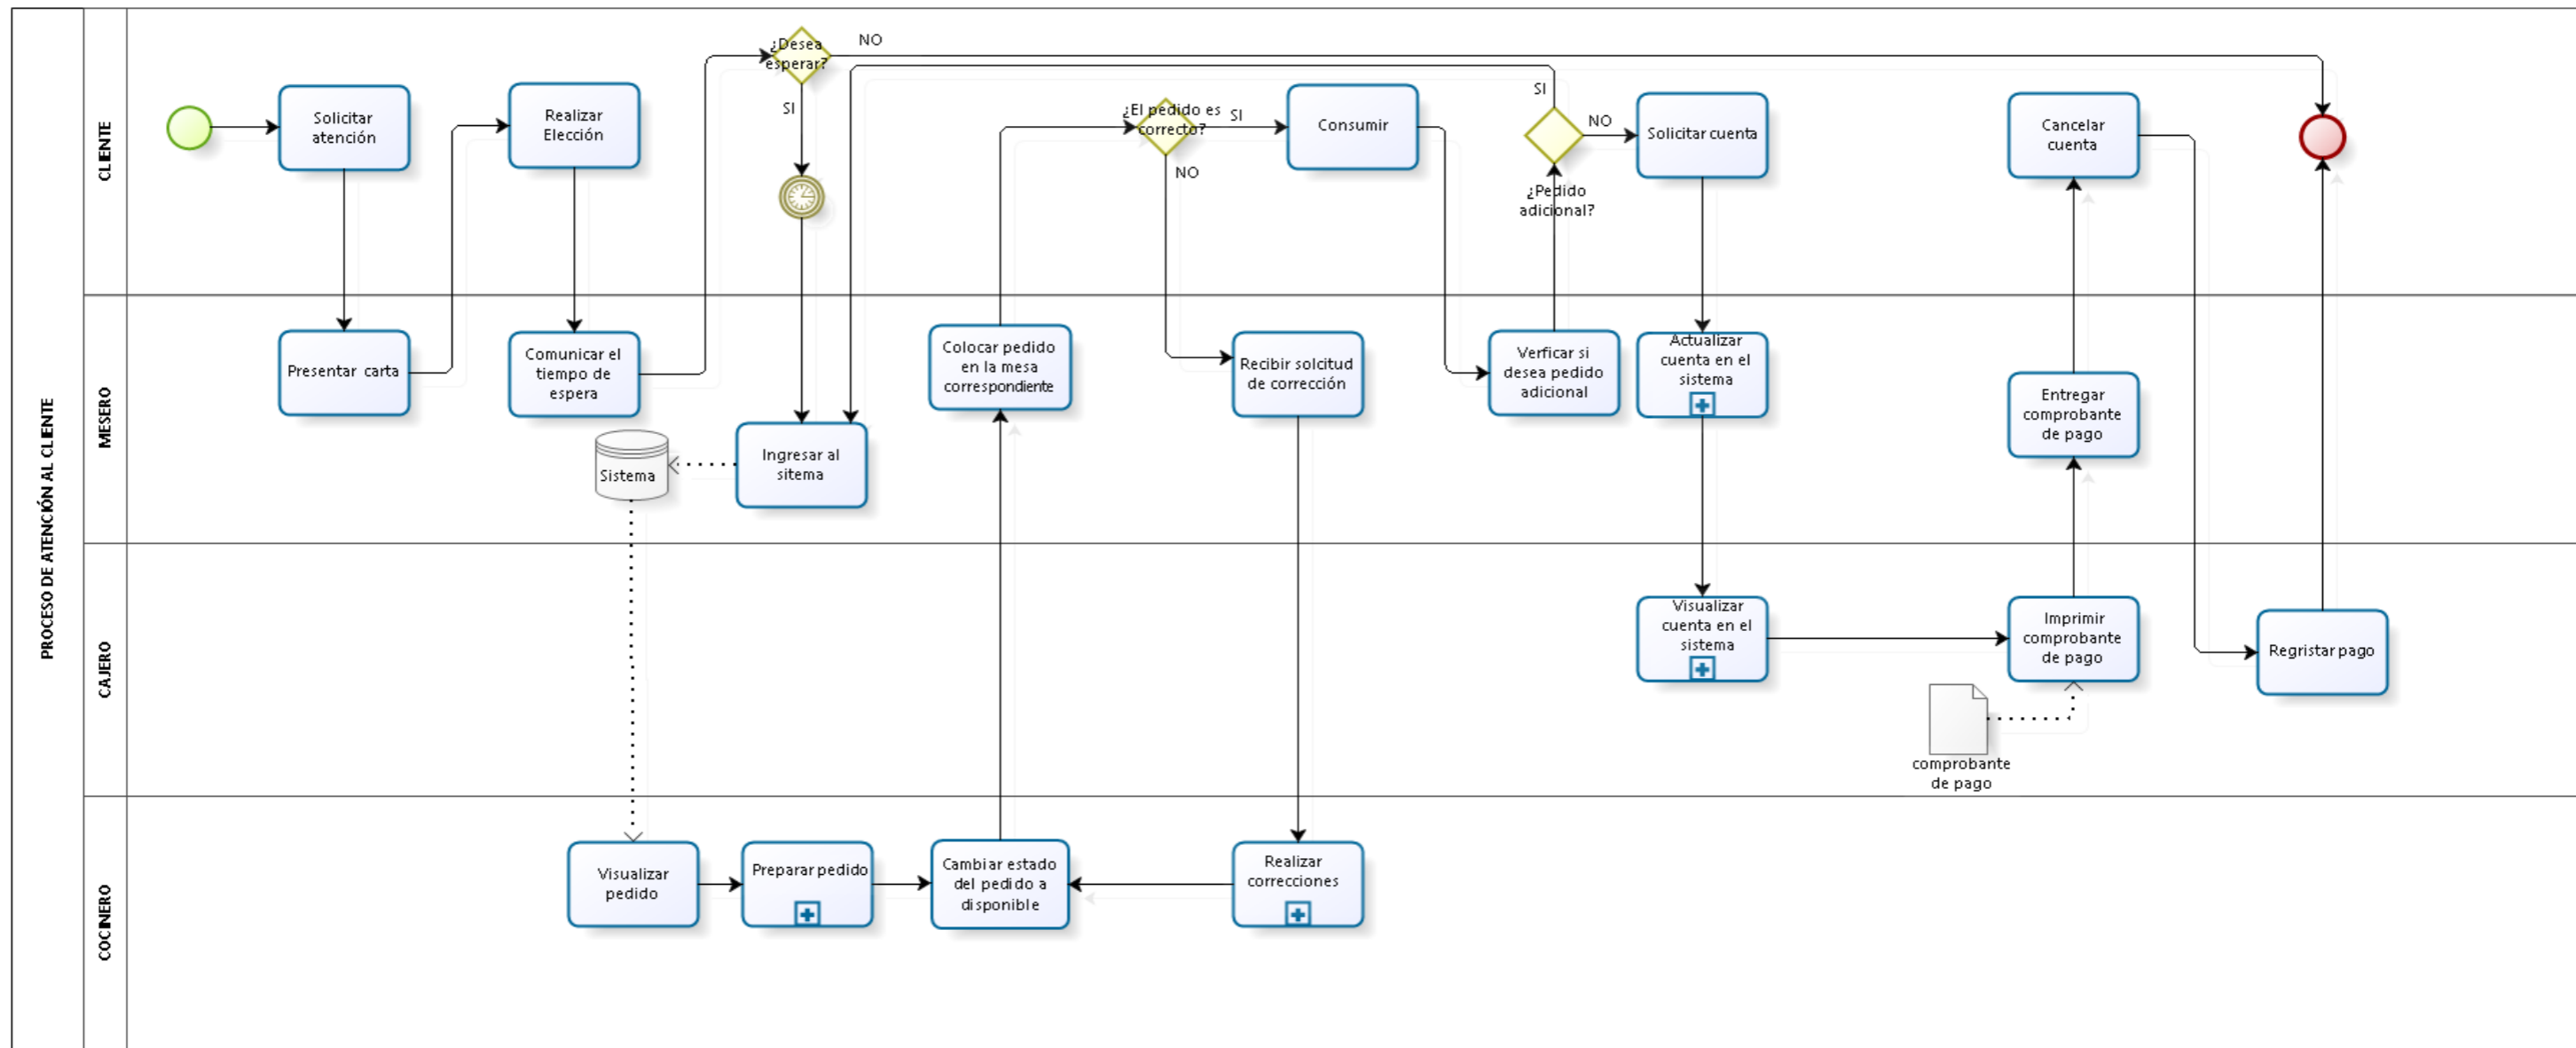 PROCESO DE ATENCIÓN AL CLIENTE
CLIENTE
Solicitar
atención
Realizar
Elección
¿Desea
esperar?
NO
SI
¿El pedido es
correcto?
SI
NO
Consumir
SI
NO
¿Pedido
adicional?
Solicitar cuenta
Cancelar
cuenta
MESERO
Presentar carta
Comunicar el
tiempo de
espera
Sistema
Ingresar al
sitema
Colocar pedido
en la mesa
correspondiente
Recibir solcitud
de corrección
Verficar si
desea pedido
adicional
Actualizar
cuenta en el
sistema
Entregar
comprobante
de pago
CAJERO
Visualizar
cuenta en el
sistema
Imprimir
comprobante
de pago
comprobante
de pago
Regristar pago
COCINERO
Visualizar
pedido
Preparar pedido
Cambiar estado
del pedido a
disponible
Realizar
correcciones